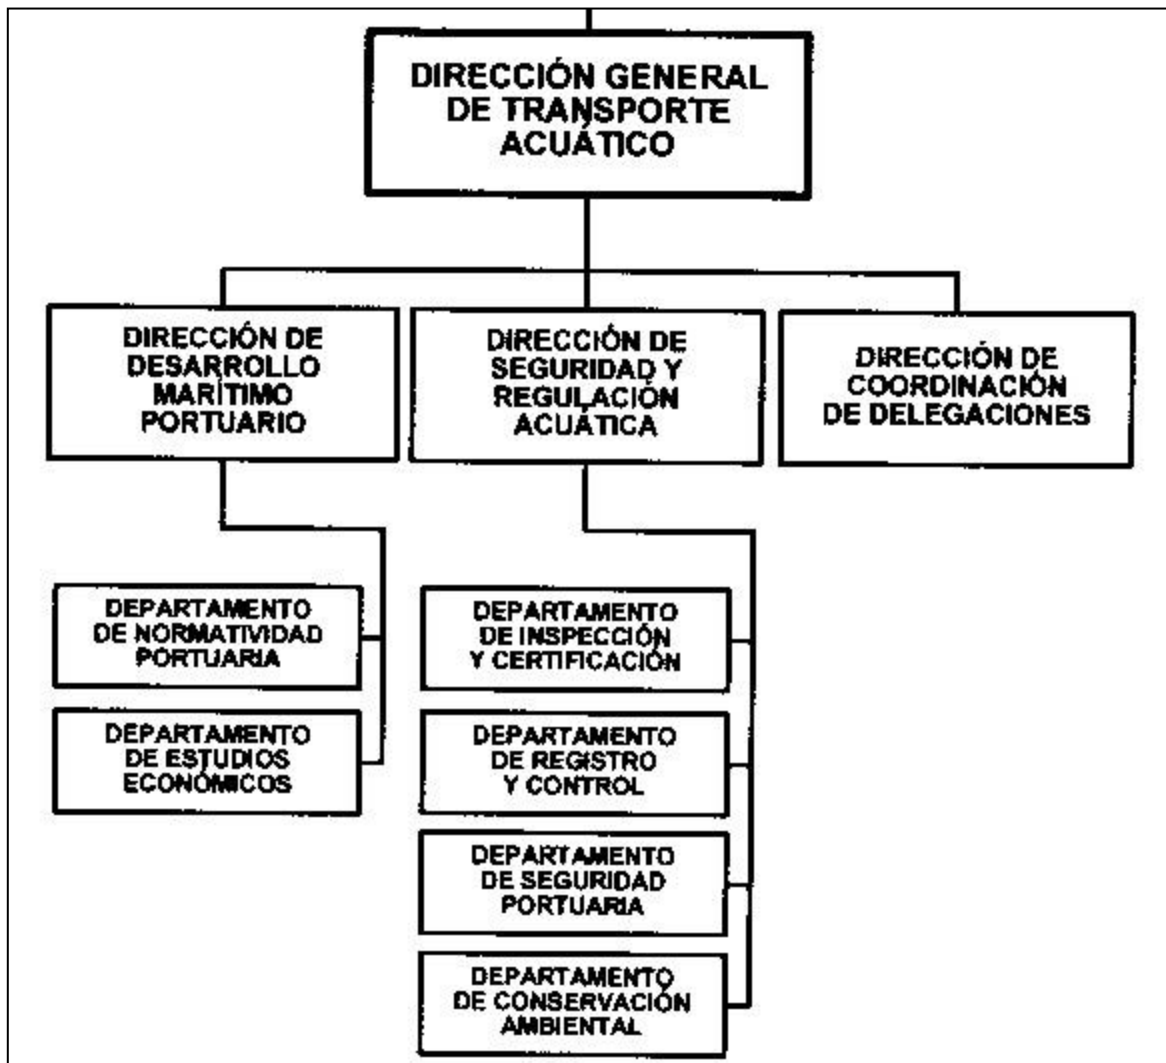 DIRECCIÓN GENERAL
DE TRANSPORTE
ACUÁTICO
DIRECCIÓN DE
DESARROLLO
MARÍTIMO
PORTUARIO
DIRECCIÓN DE
SEGURIDAD Y
REGULACIÓN
ACUÁTICA
DIRECCIÓN DE
COORDINACIÓN
DE DELEGACIONES
DEPARTAMENTO
DE NORMATIVIDAD
PORTUARIA
DEPARTAMENTO
DE ESTUDIOS
ECONÓMICOS
DEPARTAMENTO
DE INSPECCIÓN
Y CERTIFICACIÓN
DEPARTAMENTO
DE REGISTRO
Y CONTROL
DEPARTAMENTO
DE SEGURIDAD
PORTUARIA
DEPARTAMENTO
DE CONSERVACIÓN
AMBIENTAL